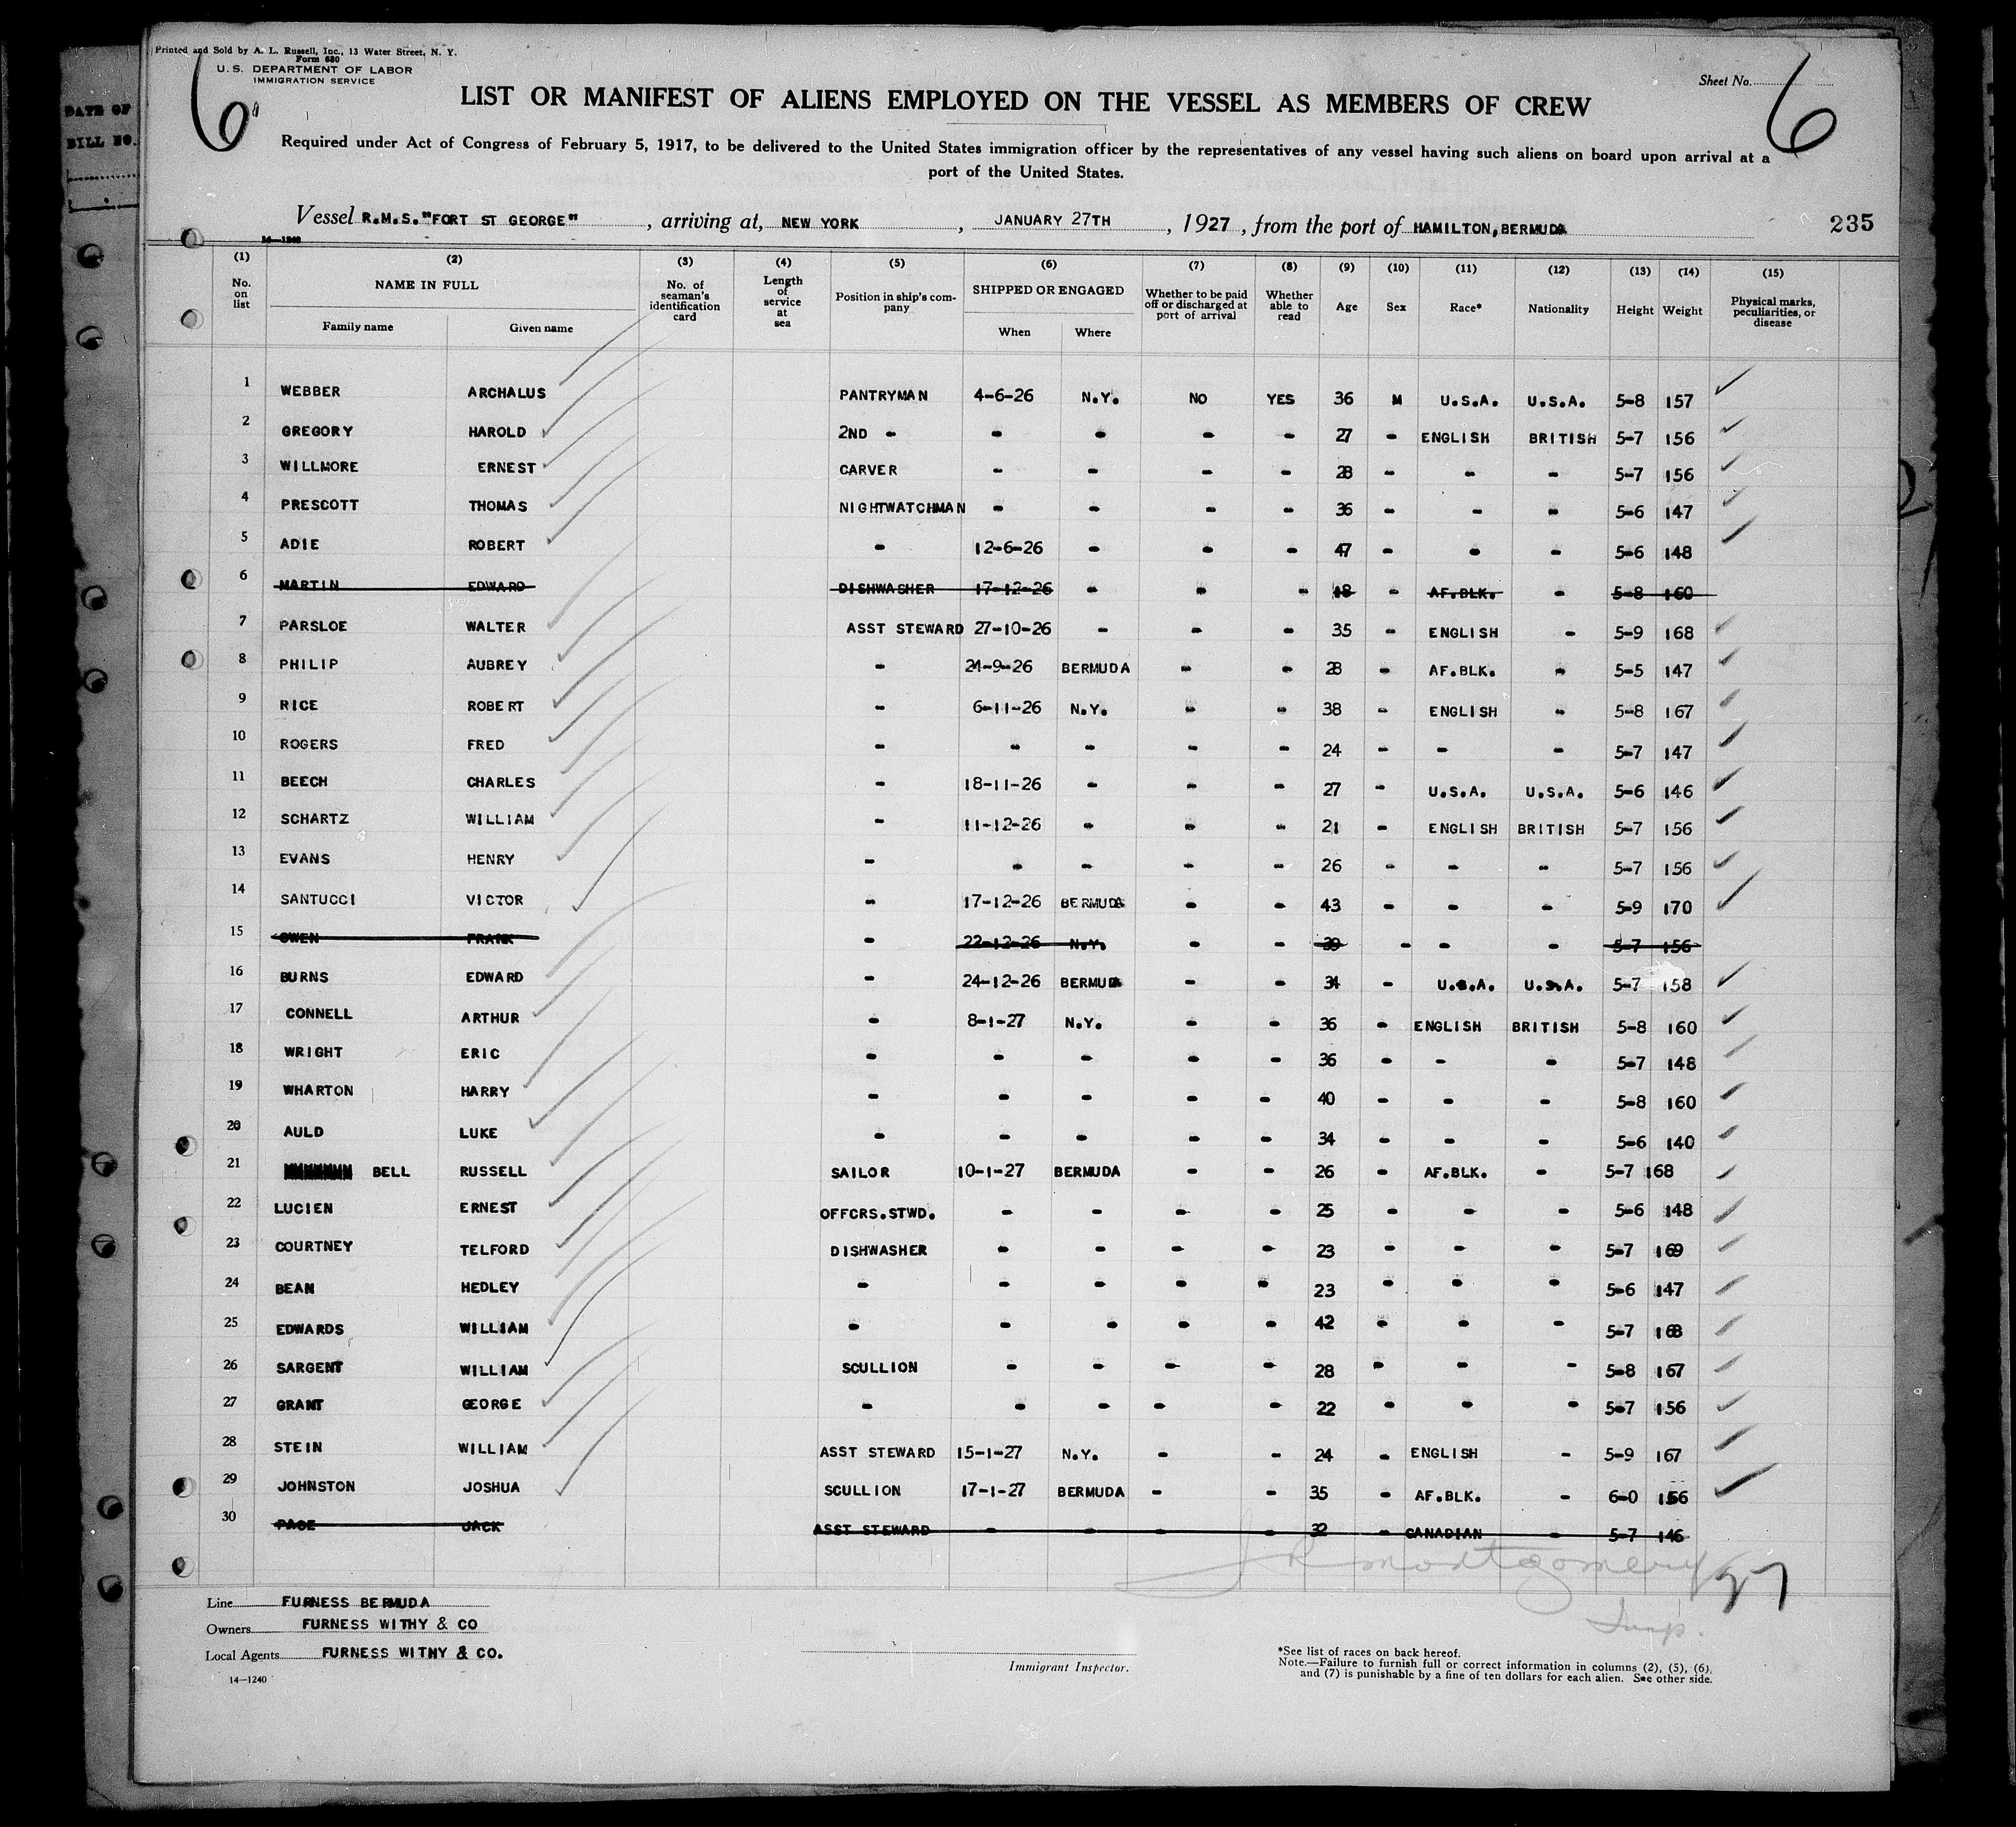 Printed and Sold by A. L. Russell, Inc., 13 Water Street, N. Y.
Form 680
U. S. DEPARTMENT OF LABOR
IMMIGRATION SERVICE
Sheet No.
6
6
DATE OF
BILL NO.
LIST OR MANIFEST OF ALIENS EMPLOYED ON THE VESSEL AS MEMBERS OF CREW
Required under Act of Congress of February 5, 1917, to be delivered to the United States immigration officer by the representatives of any vessel having such aliens on board upon arrival at a
port of the United States.
Vessel R.M.S."FORT ST GEORGE", arriving at, NEW YORK, JANUARY 27TH, 1927, from the port of HAMILTON, BERMUDA 235
14—1240
(1) (2) (3) (4) (5) (6) (7) (8) (9) (10) (11) (12) (13) (14) (15)
No. on list NAME IN FULL Family name Given name No. of seaman's identification card Length of service at sea Position in ship's company SHIPPED OR ENGAGED When Where Whether to be paid off or discharged at port of arrival Whether able to read Age Sex Race* Nationality Height Weight Physical marks, peculiarities, or disease
1 WEBBER ARCHALUS PANTRYMAN 4-6-26 N.Y. NO YES 36 M U.S.A. U.S.A. 5-8 157
2 GREGORY HAROLD 2ND - - - - - 27 - ENGLISH BRITISH 5-7 156
3 WILLMORE ERNEST CARVER - - - - 28 - - - 5-7 156
4 PRESCOTT THOMAS NIGHTWATCHMAN - - - - 36 - - - 5-6 147
5 ADIE ROBERT - 12-6-26 - - - 47 - - - 5-6 148
6 MARTIN EDWARD DISHWASHER 17-12-26 - - - 18 - AF.BLK. - 5-8 160
7 PARSLOE WALTER ASST STEWARD 27-10-26 - - - 35 - ENGLISH - 5-9 168
8 PHILIP AUBREY - 24-9-26 BERMUDA - - 28 - AF.BLK. - 5-5 147
9 RICE ROBERT - 6-11-26 N.Y. - - 38 - ENGLISH - 5-8 167
10 ROGERS FRED - - - - - 24 - - - 5-7 147
11 BEECH CHARLES - 18-11-26 - - - 27 - U.S.A. U.S.A. 5-6 146
12 SCHARTZ WILLIAM - 11-12-26 - - - 21 - ENGLISH BRITISH 5-7 156
13 EVANS HENRY - - - - - 26 - - - 5-7 156
14 SANTUCCI VICTOR - 17-12-26 BERMUDA - - 43 - - - 5-9 170
15 OWEN FRANK - 22-12-26 N.Y. - - 39 - - - 5-7 156
16 BURNS EDWARD - 24-12-26 BERMUDA - - 34 - U.S.A. U.S.A. 5-7 158
17 CONNELL ARTHUR - 8-1-27 N.Y. - - 36 - ENGLISH BRITISH 5-8 160
18 WRIGHT ERIC - - - - - 36 - - - 5-7 148
19 WHARTON HARRY - - - - - 40 - - - 5-8 160
20 AULD LUKE - - - - - 34 - - - 5-6 140
21 BELL RUSSELL SAILOR 10-1-27 BERMUDA - - 26 - AF.BLK. - 5-7 168
22 LUCIEN ERNEST OFFCRS.STWD. - - - - 25 - - - 5-6 148
23 COURTNEY TELFORD DISHWASHER - - - - 23 - - - 5-7 169
24 BEAN HEDLEY - - - - - 23 - - - 5-6 147
25 EDWARDS WILLIAM - - - - - 42 - - - 5-7 168
26 SARGENT WILLIAM SCULLION - - - - 28 - - - 5-8 167
27 GRANT GEORGE - - - - - 22 - - - 5-7 156
28 STEIN WILLIAM ASST STEWARD 15-1-27 N.Y. - - 24 - ENGLISH - 5-9 167
29 JOHNSTON JOSHUA SCULLION 17-1-27 BERMUDA - - 35 - AF.BLK. - 6-0 156
30 PAGE JACK ASST STEWARD - - - - 32 - CANADIAN - 5-7 146
J R Montgomery 27
Insp.
Line FURNESS BERMUDA
Owners FURNESS WITHY & CO
Local Agents FURNESS WITHY & CO.
14—1240
Immigrant Inspector.
*See list of races on back hereof.
Note.—Failure to furnish full or correct information in columns (2), (5), (6),
and (7) is punishable by a fine of ten dollars for each alien. See other side.